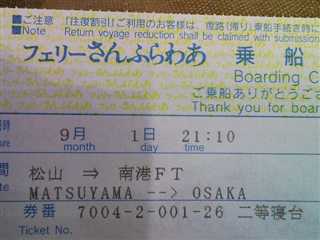 ■ご注意 「往復割引」ご利用のお客様は、復路(帰り)乗船手続き時に
■Note Return voyage reduction shall be claimed with submission
フェリーさんふらわあ 乗船
Boarding C
ご乗船ありがとうござ
Thank you for boar
9月 1日 21:10
month day time
松山 ⇒ 南港FT
MATSUYAMA --> OSAKA
券番 7004-2-001-26 二等寝台
Ticket No.